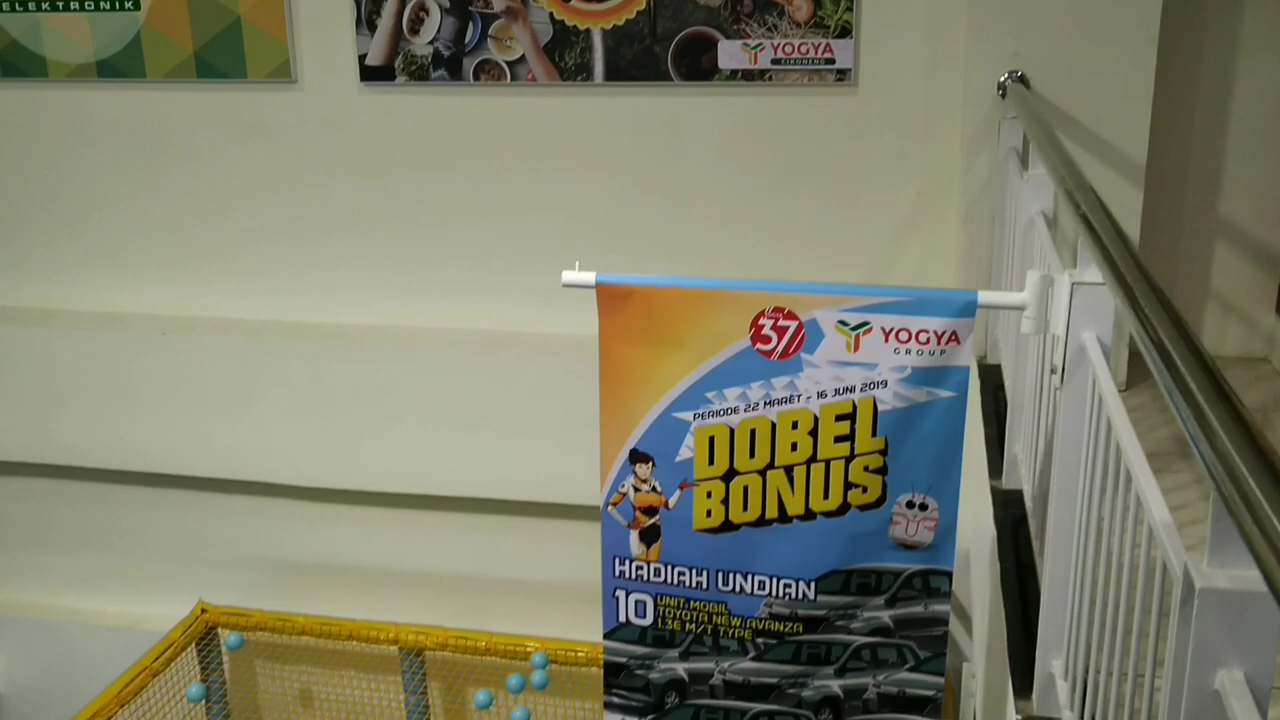 ELEKTRONIK
YOGYA
CIKONENG
37
YOGYA
GROUP
PERIODE 22 MARET - 16 JUNI 2019
DOBEL
BONUS
HADIAH UNDIAN
10 UNIT MOBIL
TOYOTA NEW AVANZA
1.3E M/T TYPE